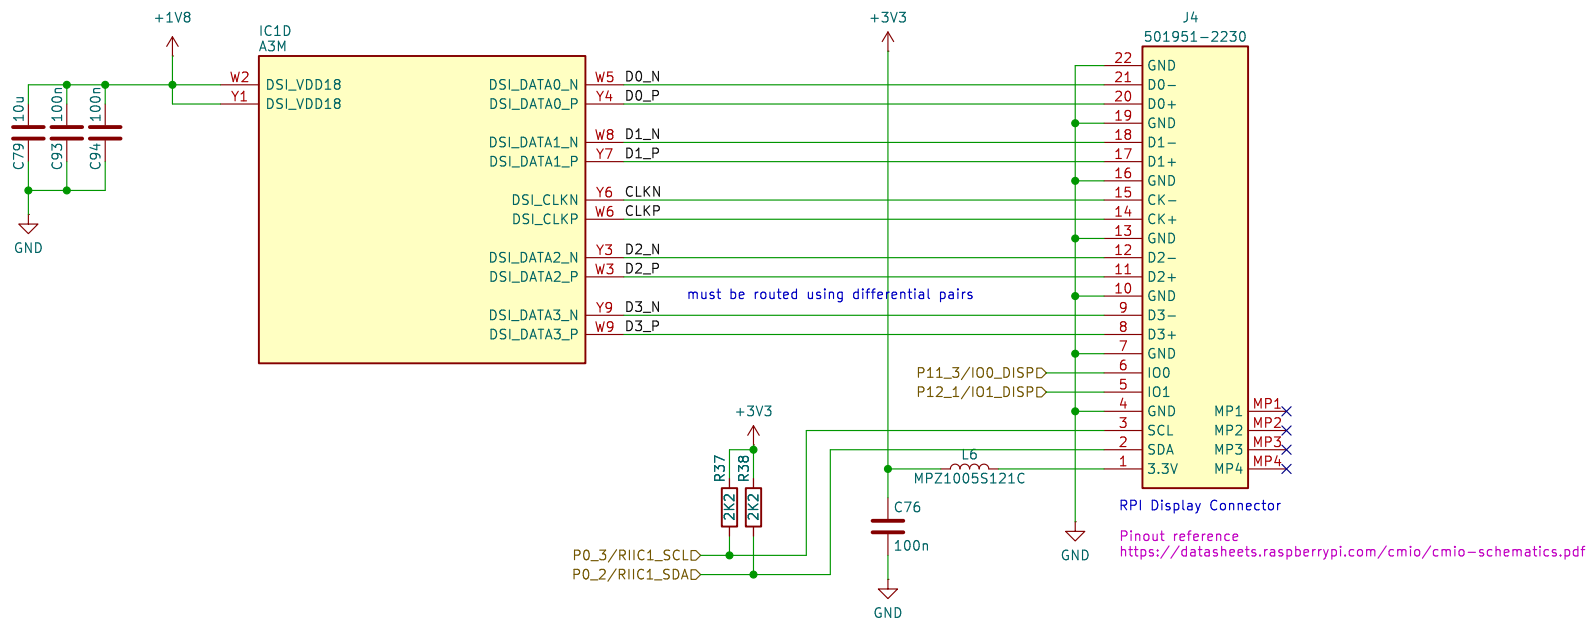 +1V8
10u
C79
100n
C93
100n
C94
GND
IC1D
A3M
W2 DSI_VDD18
Y1 DSI_VDD18
DSI_DATA0_N W5 D0_N
DSI_DATA0_P Y4 D0_P
DSI_DATA1_N W8 D1_N
DSI_DATA1_P Y7 D1_P
DSI_CLKN Y6 CLKN
DSI_CLKP W6 CLKP
DSI_DATA2_N Y3 D2_N
DSI_DATA2_P W3 D2_P
DSI_DATA3_N Y9 D3_N
DSI_DATA3_P W9 D3_P
must be routed using differential pairs
+3V3
J4
501951-2230
22 GND
21 D0-
20 D0+
19 GND
18 D1-
17 D1+
16 GND
15 CK-
14 CK+
13 GND
12 D2-
11 D2+
10 GND
9 D3-
8 D3+
7 GND
P11_3/IO0_DISP 6 IO0
P12_1/IO1_DISP 5 IO1
4 GND MP1 MP1
3 SCL MP2 MP2
2 SDA MP3 MP3
1 3.3V MP4 MP4
+3V3
R37
2K2
R38
2K2
L6
MPZ1005S121C
C76
100n
GND
P0_3/RIIC1_SCL
P0_2/RIIC1_SDA
GND
RPI Display Connector
Pinout reference
https://datasheets.raspberrypi.com/cmio/cmio-schematics.pdf